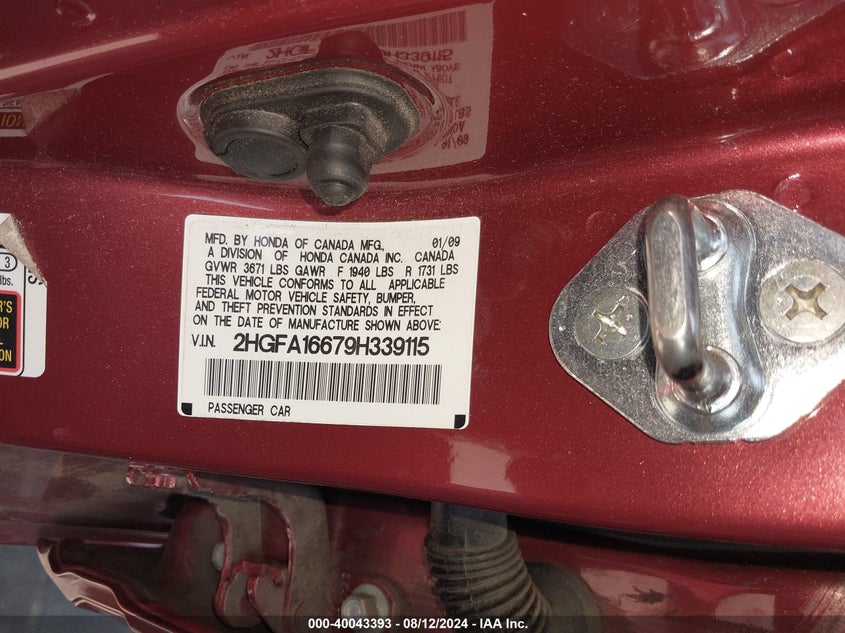 MFD. BY HONDA OF CANADA MFG., 01/09
A DIVISION OF HONDA CANADA INC. CANADA
GVWR 3671 LBS GAWR F 1940 LBS R 1731 LBS
THIS VEHICLE CONFORMS TO ALL APPLICABLE
FEDERAL MOTOR VEHICLE SAFETY, BUMPER,
AND THEFT PREVENTION STANDARDS IN EFFECT
ON THE DATE OF MANUFACTURE SHOWN ABOVE:
V.I.N. 2HGFA16679H339115
PASSENGER CAR
3
lbs.
000-40043393 - 08/12/2024 - IAA Inc.